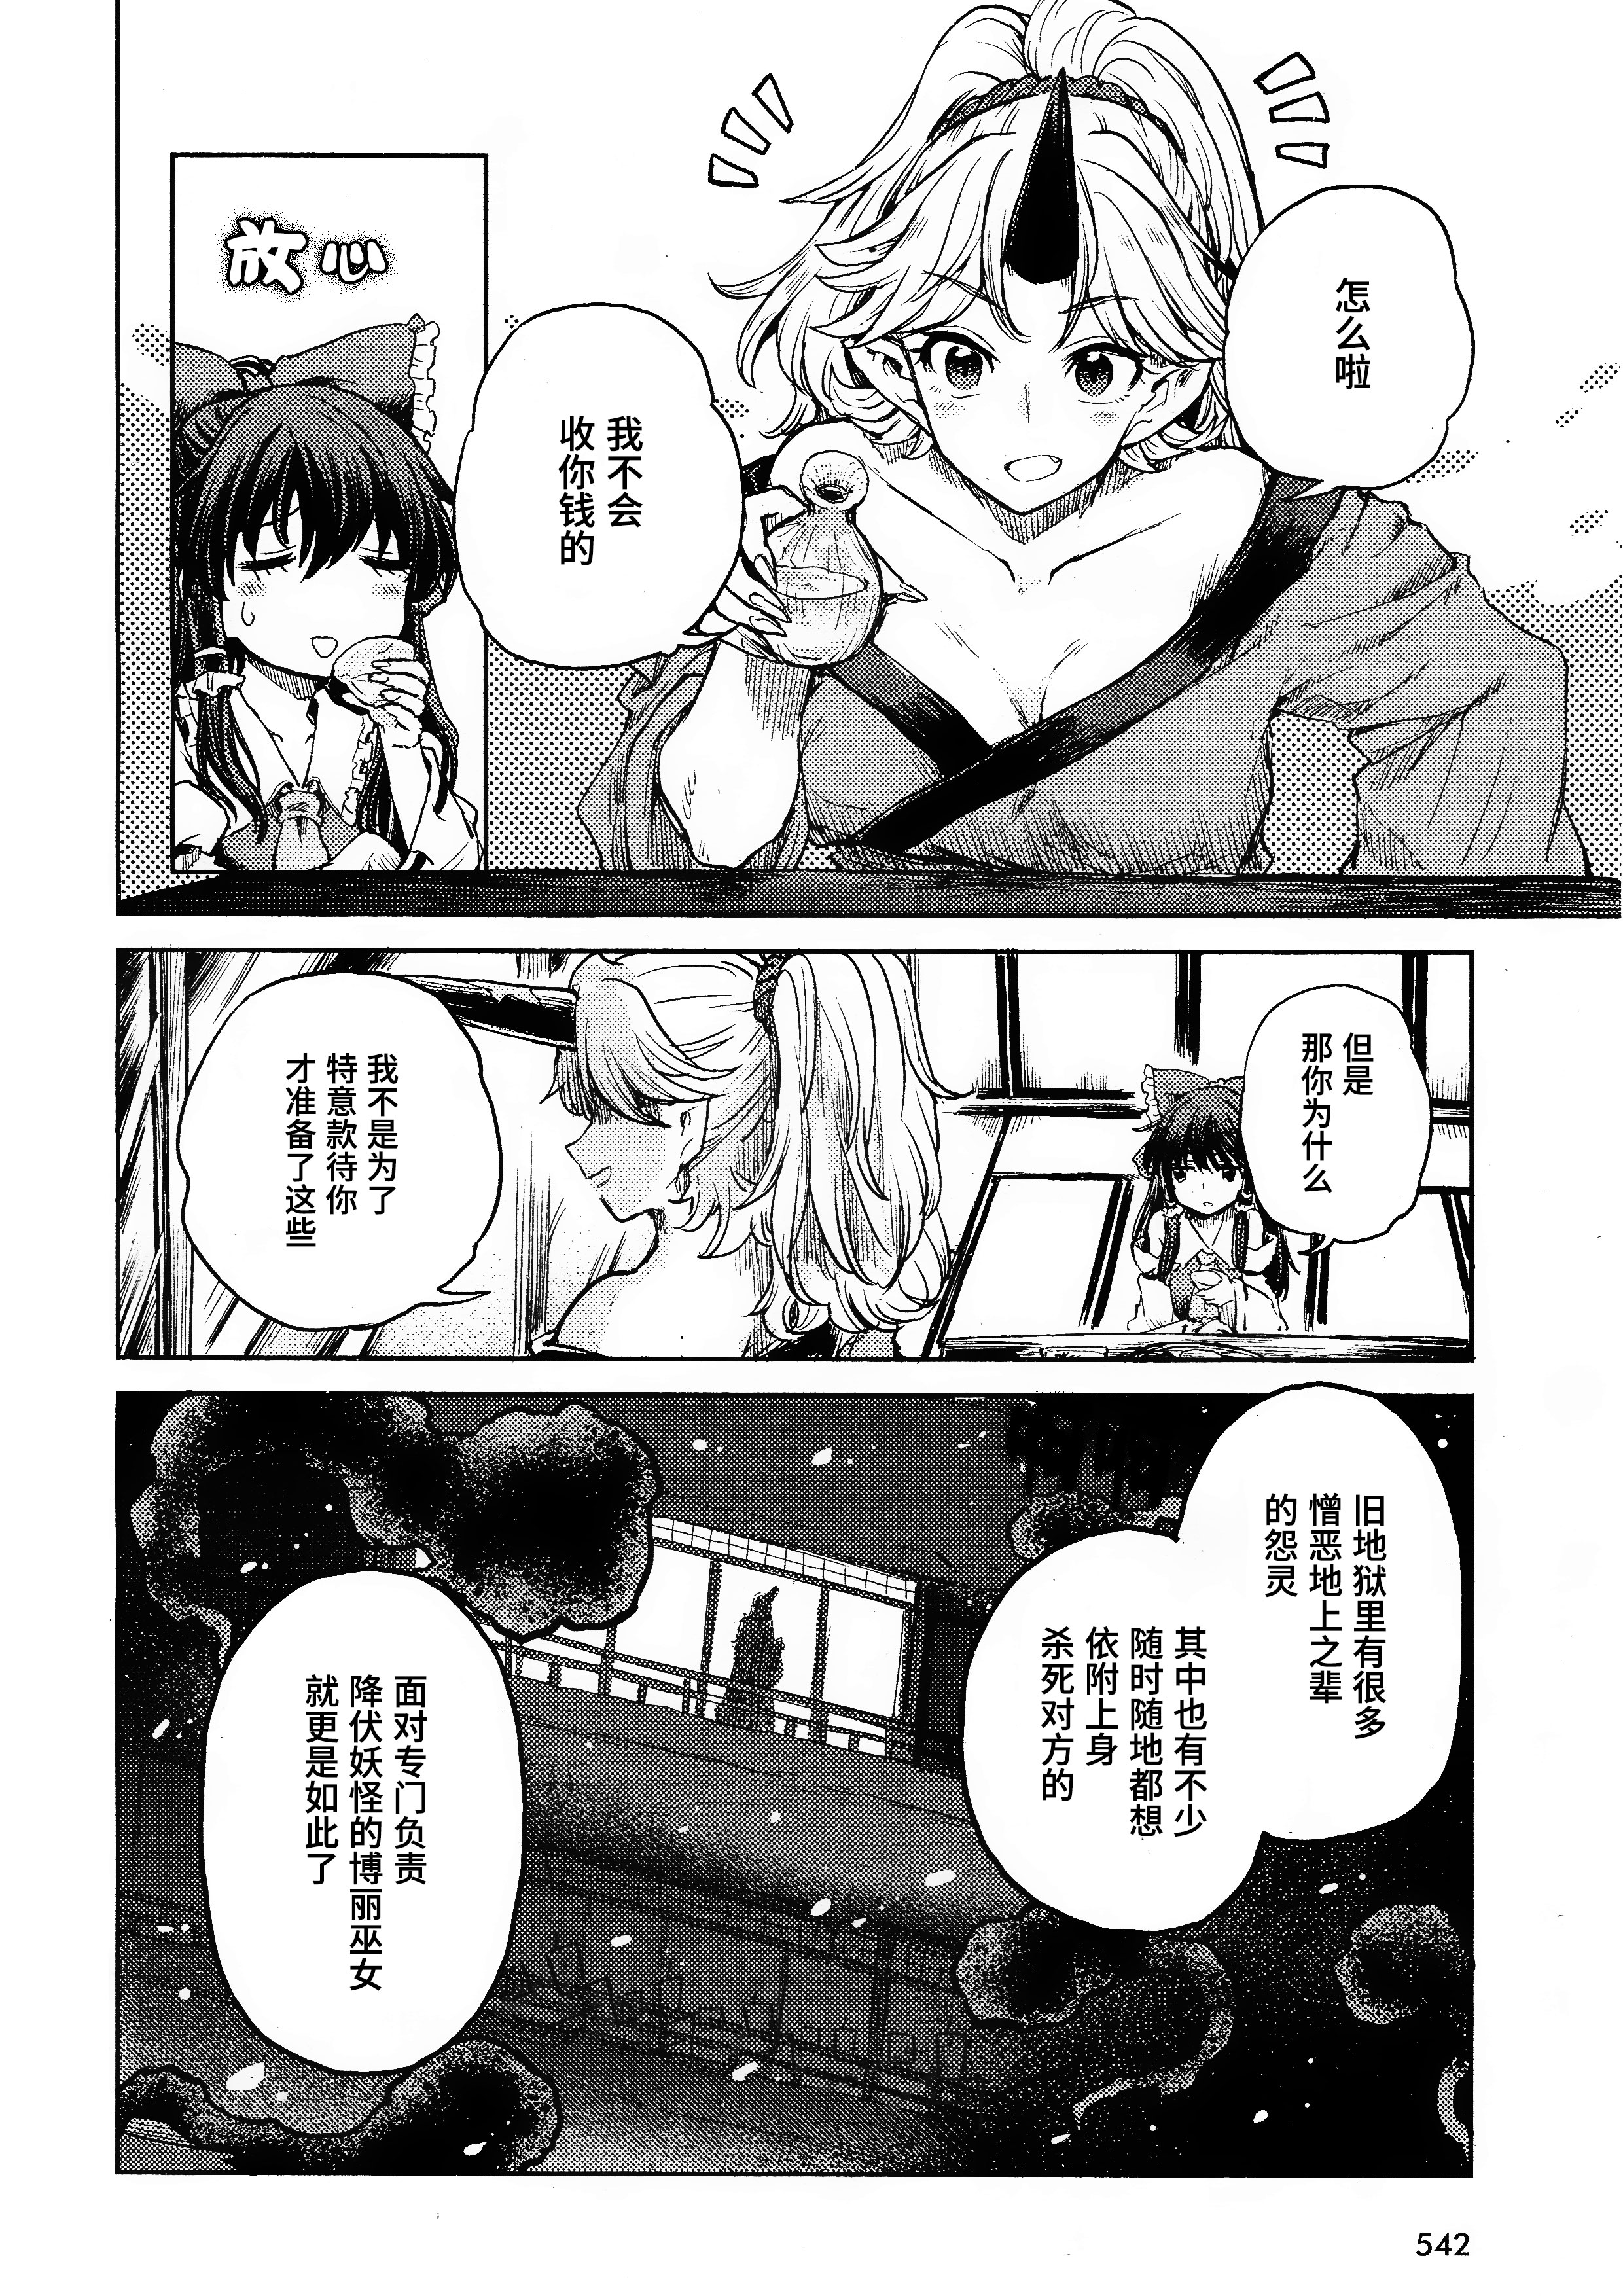 怎么啦
我不会
收你钱的
放心
但是
那你为什么
我不是为了
特意款待你
才准备了这些
旧地狱里有很多
憎恶地上之辈
的怨灵
其中也有不少
随时随地都想
依附上身
杀死对方的
面对专门负责
降伏妖怪的博丽巫女
就更是如此了
542